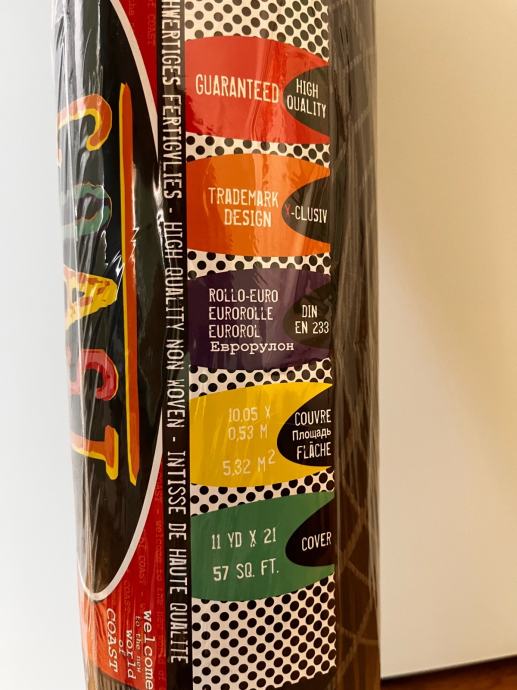 COAST
HWERTIGES FERTIGVLIES - HIGH QUALITY NON WOVEN - INTISSE DE HAUTE QUALITE
GUARANTEED
HIGH
QUALITY
TRADEMARK
DESIGN
X-CLUSIV
ROLLO-EURO
EUROROLLE
EUROROL
Еврорулон
DIN
EN 233
10,05 X
0,53 M
5,32 M²
COUVRE
Площадь
FLÄCHE
11 YD X 21
57 SQ. FT.
COVER
welcome
to the new
world
of
COAST